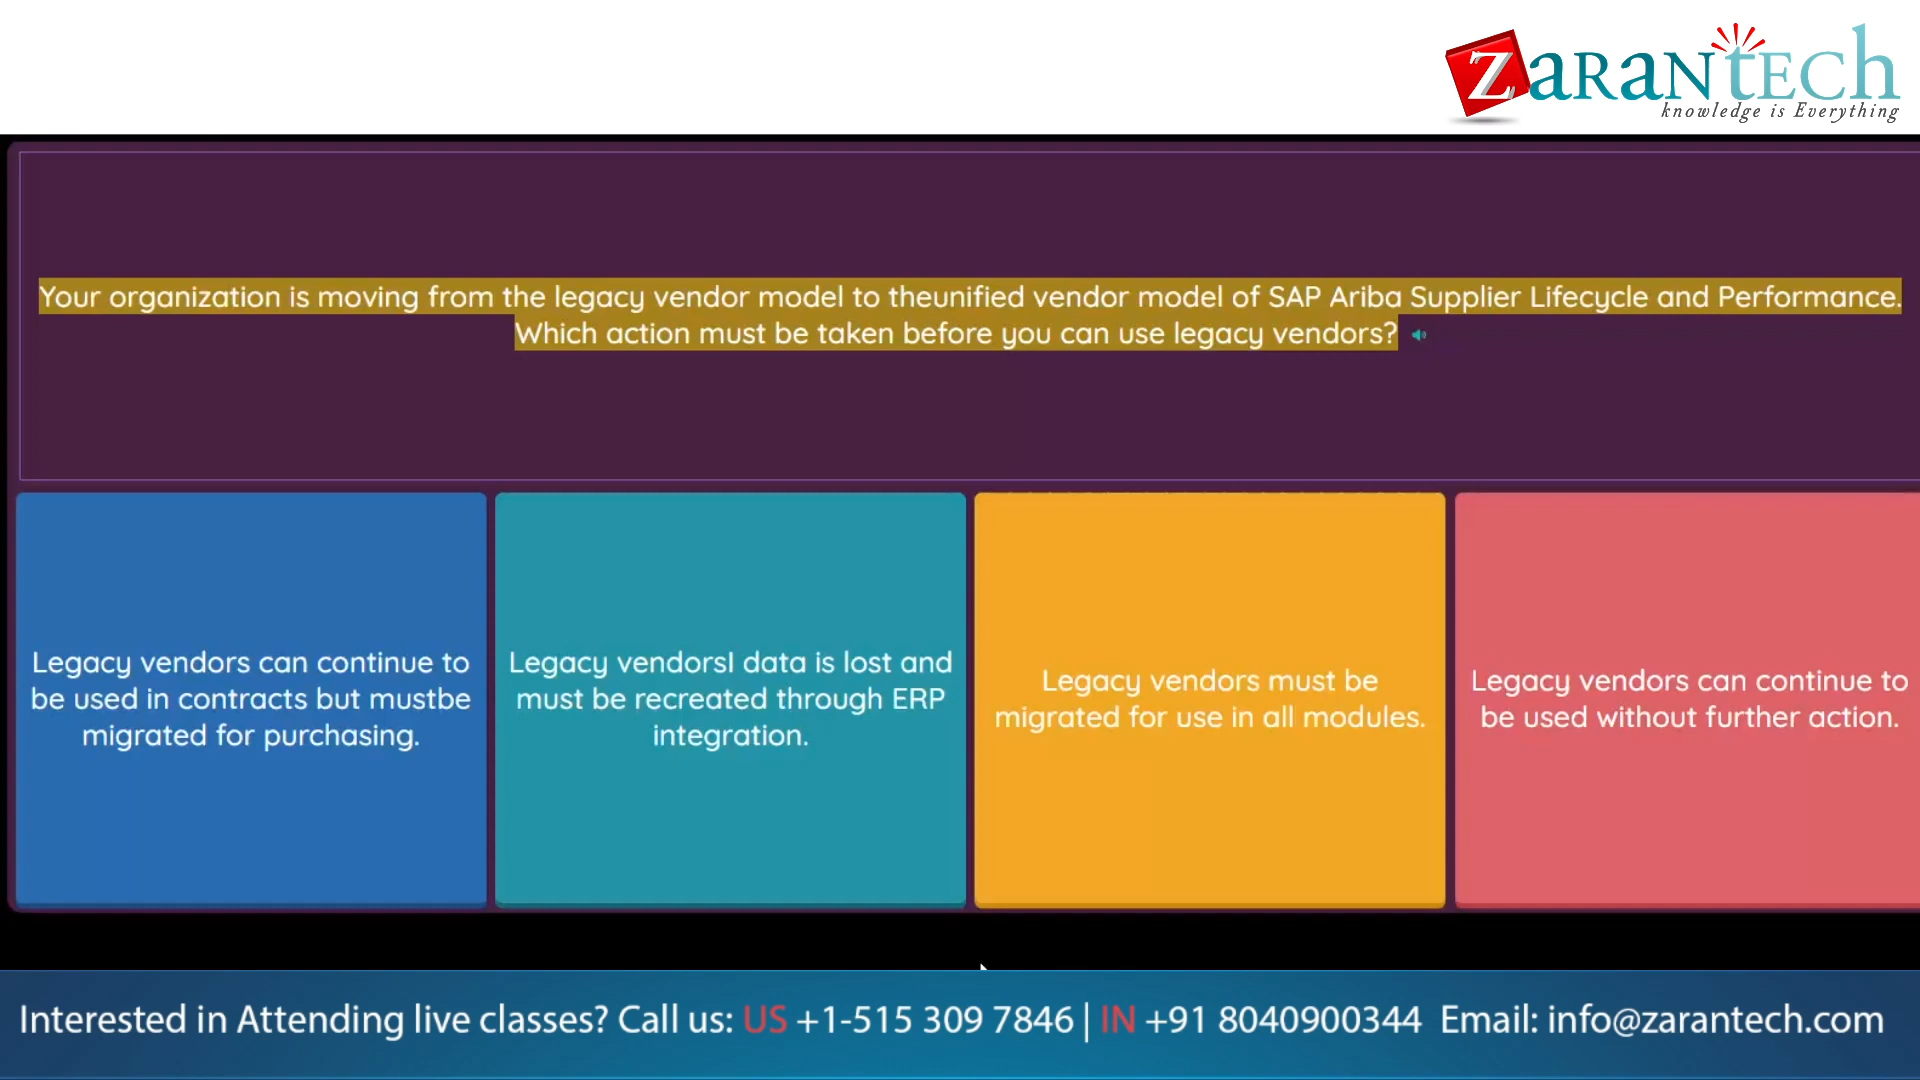 ZARANTECH
knowledge is Everything
Your organization is moving from the legacy vendor model to theunified vendor model of SAP Ariba Supplier Lifecycle and Performance.
Which action must be taken before you can use legacy vendors?
Legacy vendors can continue to
be used in contracts but mustbe
migrated for purchasing.
Legacy vendorsI data is lost and
must be recreated through ERP
integration.
Legacy vendors must be
migrated for use in all modules.
Legacy vendors can continue to
be used without further action.
Interested in Attending live classes? Call us: US +1-515 309 7846 | IN +91 8040900344 Email: info@zarantech.com